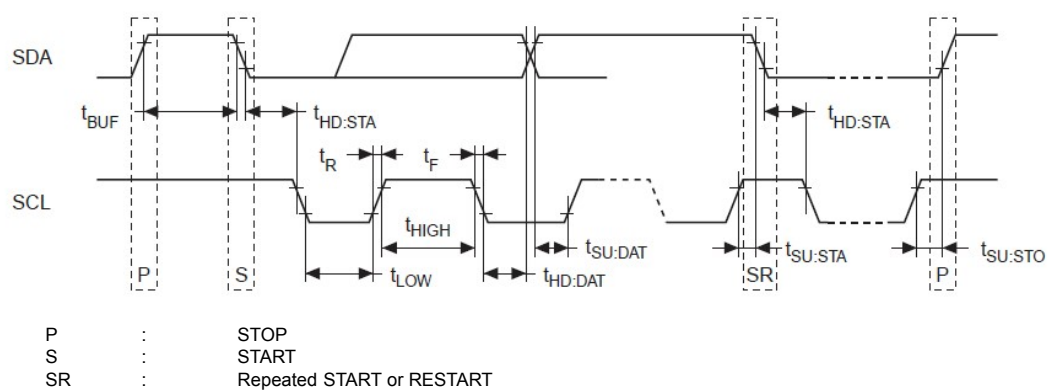 SDA
tBUF
tHD:STA
tHD:STA
tR
tF
SCL
tHIGH
tSU:DAT
tSU:STA
tSU:STO
tLOW
tHD:DAT
P
S
SR
P
P : STOP
S : START
SR : Repeated START or RESTART